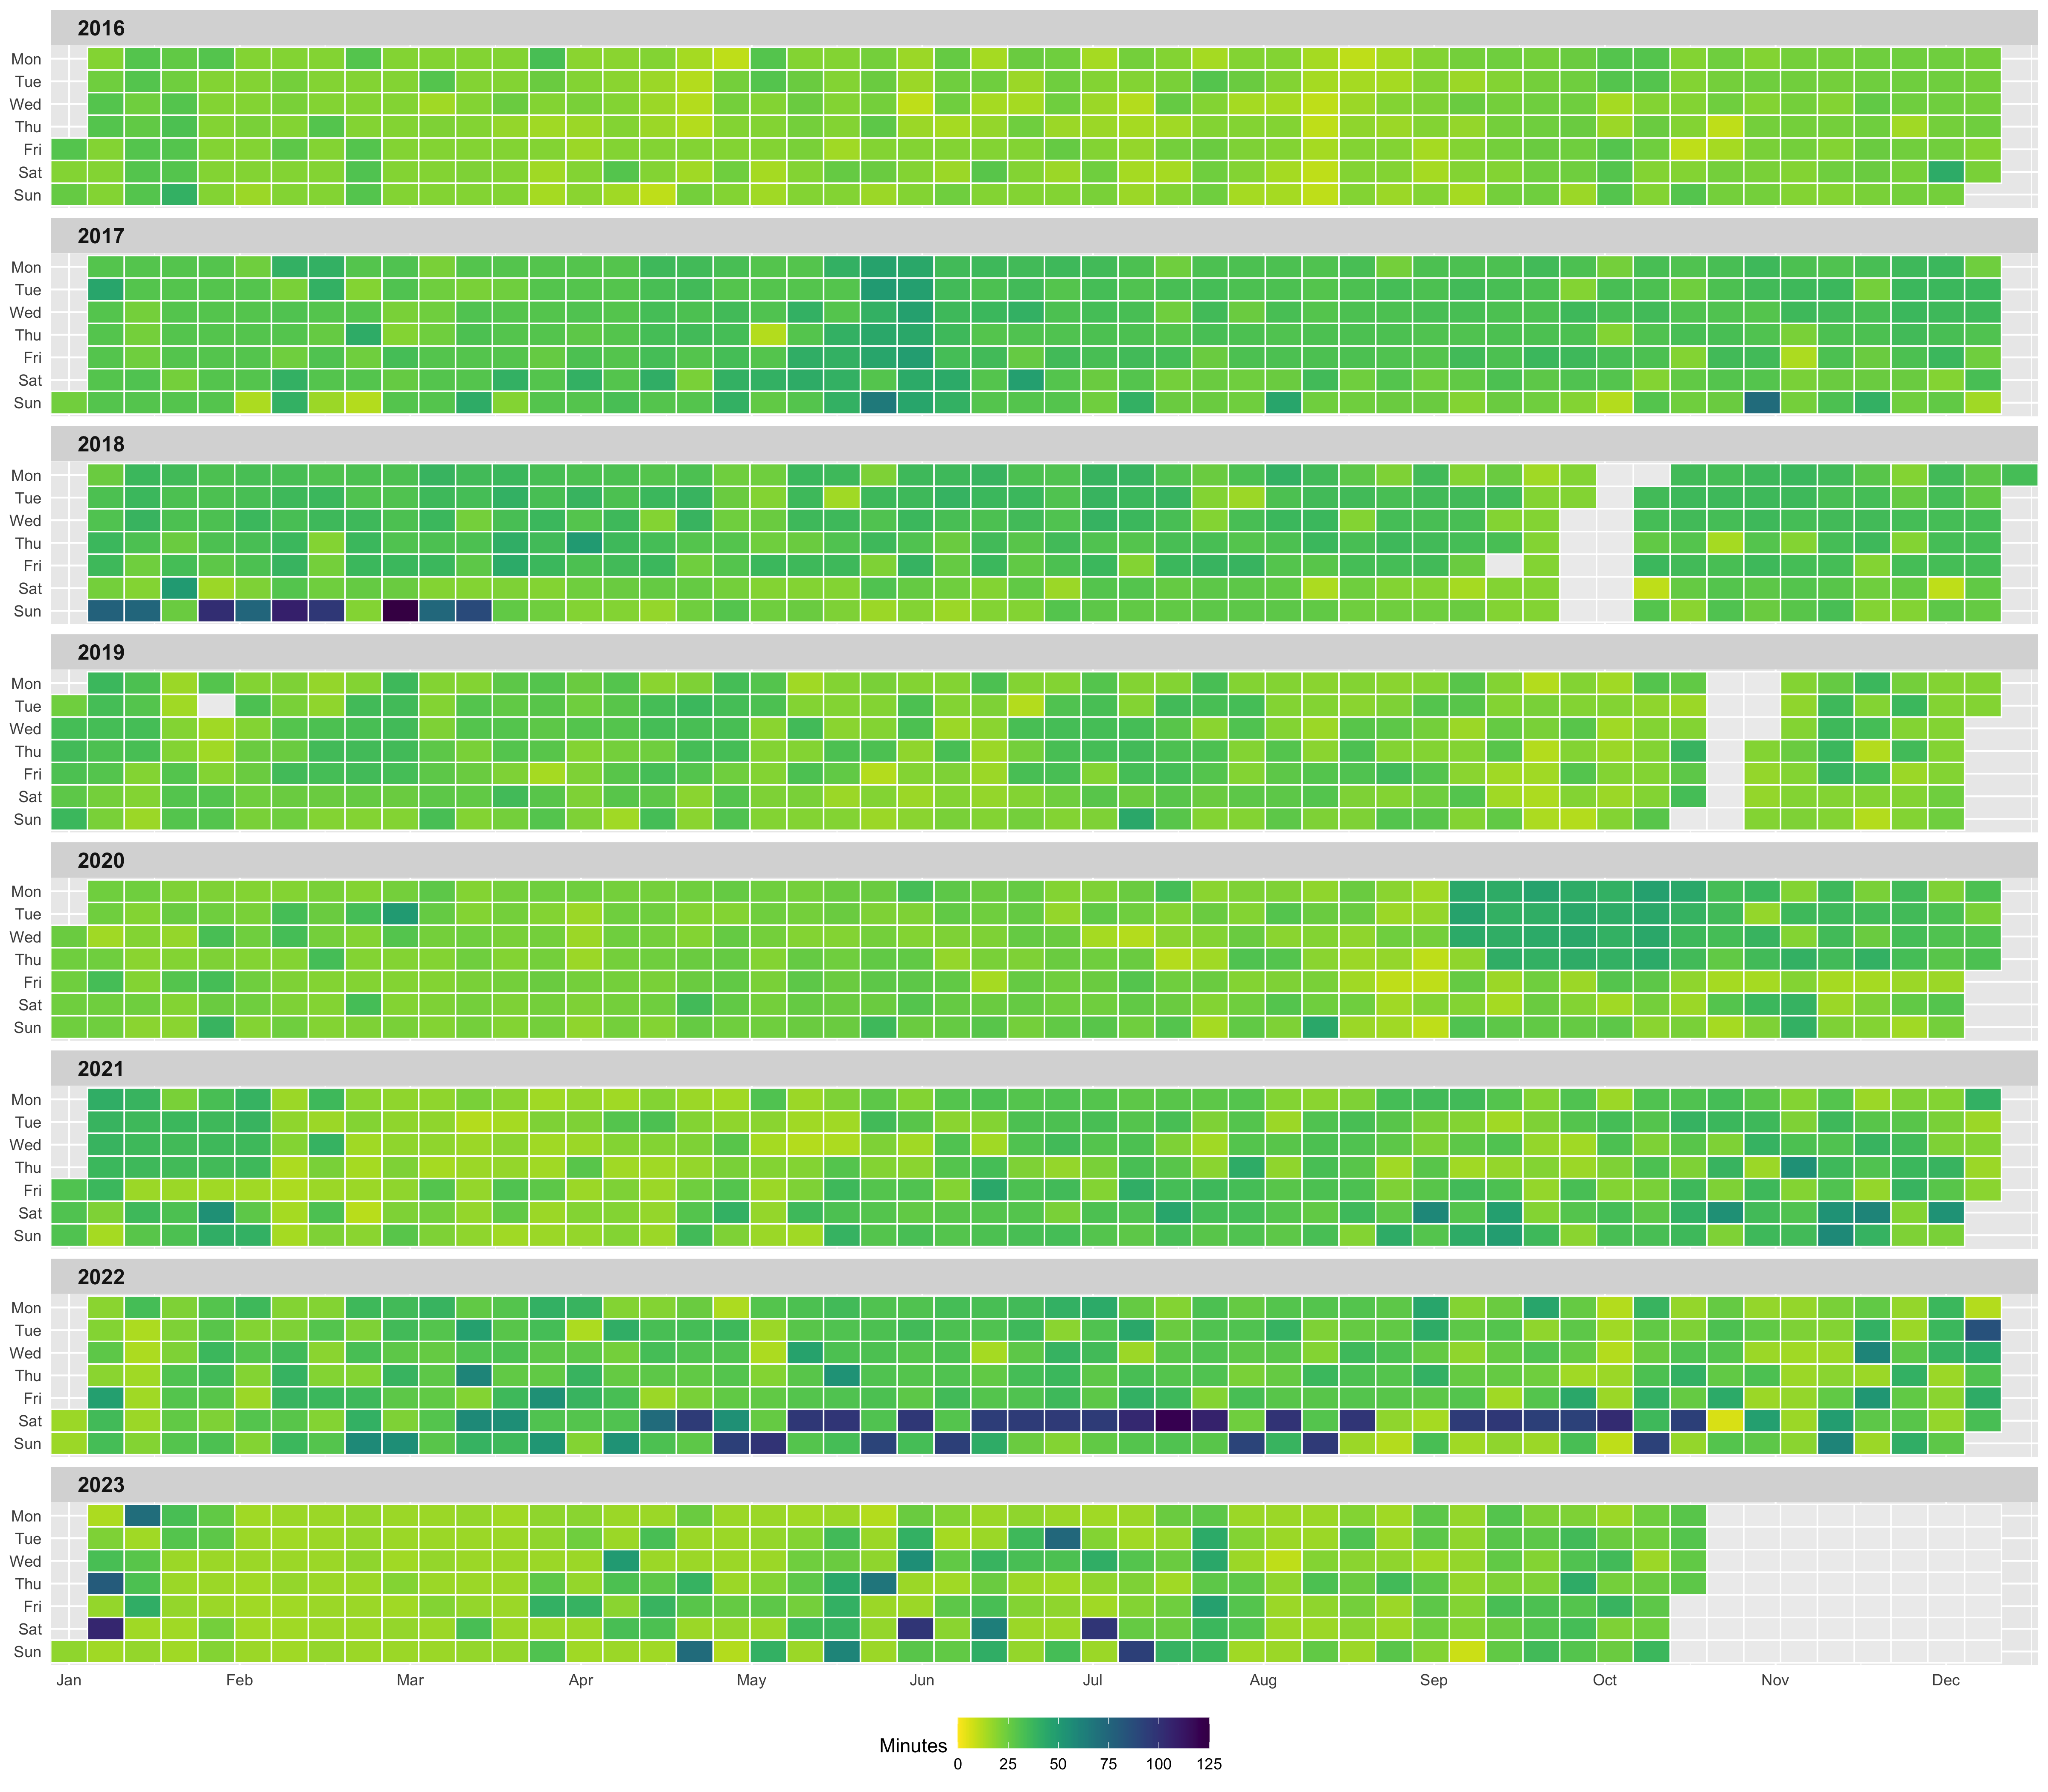 2016
Mon
Tue
Wed
Thu
Fri
Sat
Sun
2017
Mon
Tue
Wed
Thu
Fri
Sat
Sun
2018
Mon
Tue
Wed
Thu
Fri
Sat
Sun
2019
Mon
Tue
Wed
Thu
Fri
Sat
Sun
2020
Mon
Tue
Wed
Thu
Fri
Sat
Sun
2021
Mon
Tue
Wed
Thu
Fri
Sat
Sun
2022
Mon
Tue
Wed
Thu
Fri
Sat
Sun
2023
Mon
Tue
Wed
Thu
Fri
Sat
Sun
Jan Feb Mar Apr May Jun Jul Aug Sep Oct Nov Dec
Minutes
0 25 50 75 100 125